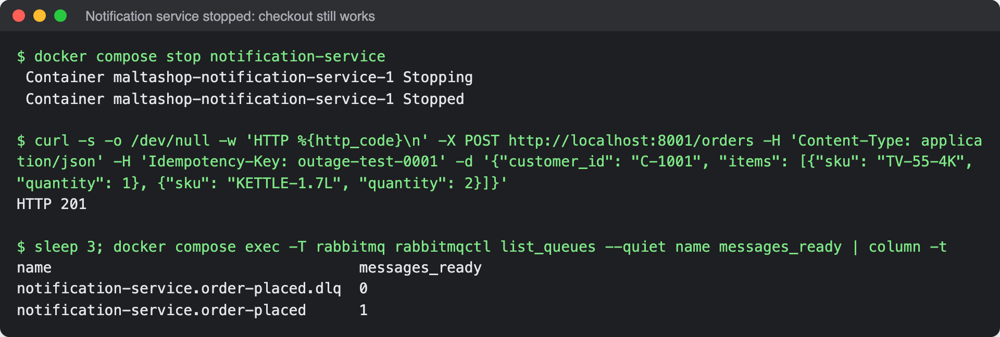 Notification service stopped: checkout still works
$ docker compose stop notification-service
 Container maltashop-notification-service-1 Stopping
 Container maltashop-notification-service-1 Stopped
$ curl -s -o /dev/null -w 'HTTP %{http_code}\n' -X POST http://localhost:8001/orders -H 'Content-Type: applica
tion/json' -H 'Idempotency-Key: outage-test-0001' -d '{"customer_id": "C-1001", "items": [{"sku": "TV-55-4K",
"quantity": 1}, {"sku": "KETTLE-1.7L", "quantity": 2}]}'
HTTP 201
$ sleep 3; docker compose exec -T rabbitmq rabbitmqctl list_queues --quiet name messages_ready | column -t
name                                   messages_ready
notification-service.order-placed.dlq  0
notification-service.order-placed      1